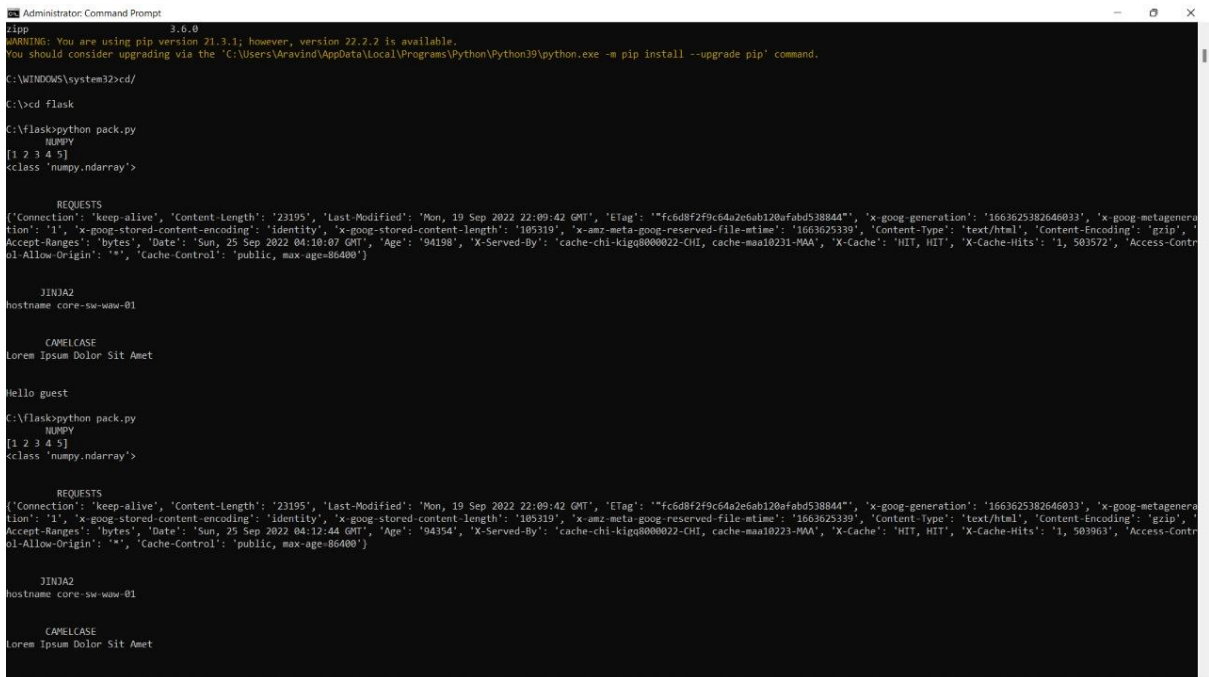 Administrator: Command Prompt
zipp 3.6.0
WARNING: You are using pip version 21.3.1; however, version 22.2.2 is available.
You should consider upgrading via the 'C:\Users\Aravind\AppData\Local\Programs\Python\Python39\python.exe -m pip install --upgrade pip' command.
C:\WINDOWS\system32>cd/
C:\>cd flask
C:\flask>python pack.py
NUMPY
[1 2 3 4 5]
<class 'numpy.ndarray'>
REQUESTS
{'Connection': 'keep-alive', 'Content-Length': '23195', 'Last-Modified': 'Mon, 19 Sep 2022 22:09:42 GMT', 'ETag': '"fc6d8f2f9c64a2e6ab120afabd538844"', 'x-goog-generation': '1663625382646033', 'x-goog-metagenera
tion': '1', 'x-goog-stored-content-encoding': 'identity', 'x-goog-stored-content-length': '105319', 'x-amz-meta-goog-reserved-file-mtime': '1663625339', 'Content-Type': 'text/html', 'Content-Encoding': 'gzip', '
Accept-Ranges': 'bytes', 'Date': 'Sun, 25 Sep 2022 04:10:07 GMT', 'Age': '94198', 'X-Served-By': 'cache-chi-kigq8000022-CHI, cache-maa10231-MAA', 'X-Cache': 'HIT, HIT', 'X-Cache-Hits': '1, 503572', 'Access-Contr
ol-Allow-Origin': '*', 'Cache-Control': 'public, max-age=86400'}
JINJA2
hostname core-sw-waw-01
CAMELCASE
Lorem Ipsum Dolor Sit Amet
Hello guest
C:\flask>python pack.py
NUMPY
[1 2 3 4 5]
<class 'numpy.ndarray'>
REQUESTS
{'Connection': 'keep-alive', 'Content-Length': '23195', 'Last-Modified': 'Mon, 19 Sep 2022 22:09:42 GMT', 'ETag': '"fc6d8f2f9c64a2e6ab120afabd538844"', 'x-goog-generation': '1663625382646033', 'x-goog-metagenera
tion': '1', 'x-goog-stored-content-encoding': 'identity', 'x-goog-stored-content-length': '105319', 'x-amz-meta-goog-reserved-file-mtime': '1663625339', 'Content-Type': 'text/html', 'Content-Encoding': 'gzip', '
Accept-Ranges': 'bytes', 'Date': 'Sun, 25 Sep 2022 04:12:44 GMT', 'Age': '94354', 'X-Served-By': 'cache-chi-kigq8000022-CHI, cache-maa10223-MAA', 'X-Cache': 'HIT, HIT', 'X-Cache-Hits': '1, 503963', 'Access-Contr
ol-Allow-Origin': '*', 'Cache-Control': 'public, max-age=86400'}
JINJA2
hostname core-sw-waw-01
CAMELCASE
Lorem Ipsum Dolor Sit Amet